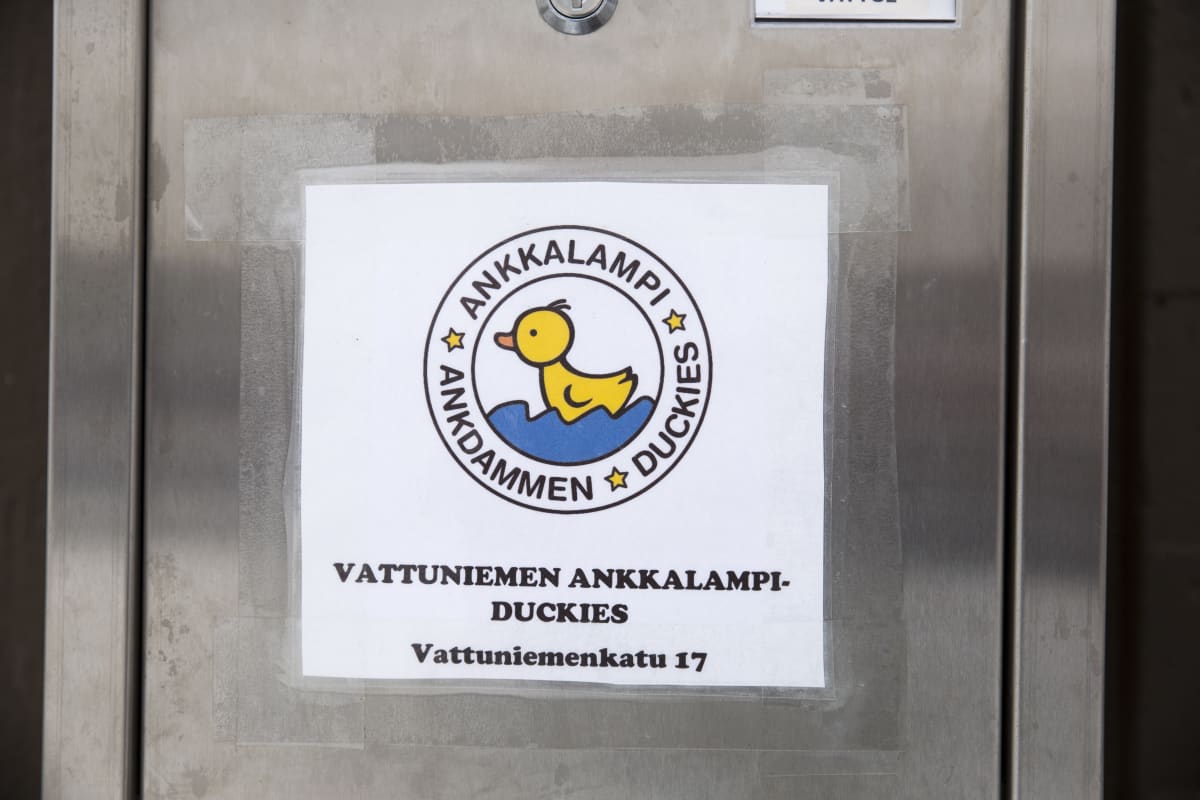 ANKKALAMPI
DUCKIES
ANKDAMMEN
VATTUNIEMEN ANKKALAMPI-
DUCKIES
Vattuniemenkatu 17